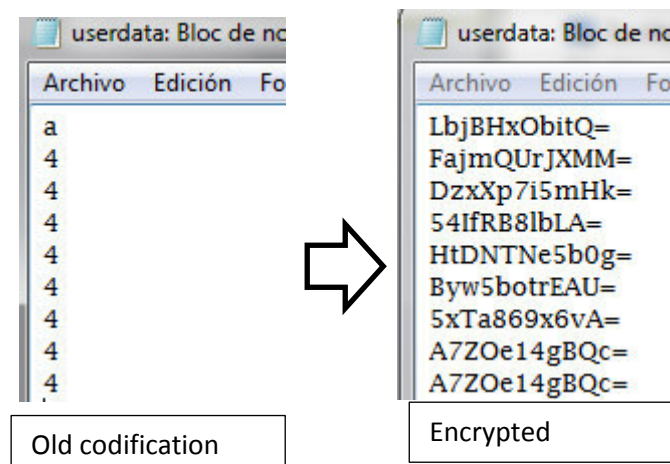 userdata: Bloc de no
Archivo Edición Fo
a
4
4
4
4
4
4
4
4
Old codification
userdata: Bloc de no
Archivo Edición Fo
LbjBHxObitQ=
FajmQUrJXMM=
DzxXp7i5mHk=
54IfRB8lbLA=
HtDNTNe5b0g=
Byw5botrEAU=
5xTa869x6vA=
A7ZOe14gBQc=
A7ZOe14gBQc=
Encrypted